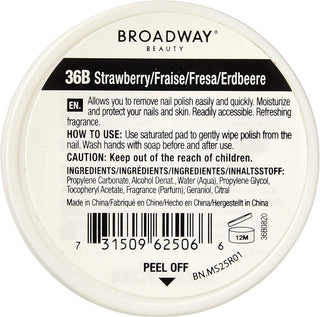 BROADWAY®
BEAUTY
36B Strawberry/Fraise/Fresa/Erdbeere
EN. Allows you to remove nail polish easily and quickly. Moisturize
and protect your nails and skin. Readily accessible. Refreshing
fragrance.
HOW TO USE: Use saturated pad to gently wipe polish from the
nail. Wash hands with soap before and after use.
CAUTION: Keep out of the reach of children.
INGREDIENTS/INGRÉDIENTS/INGREDIENTES/INHALTSSTOFF:
Propylene Carbonate, Alcohol Denat., Water (Aqua), Propylene Glycol,
Tocopheryl Acetate, Fragrance (Parfum), Geraniol, Citral
Made in China/Fabriqué en Chine/Hecho en China/Hergestellt in China
7 31509 62506 6
12M
36B0820
PEEL OFF
BN.MS25R01